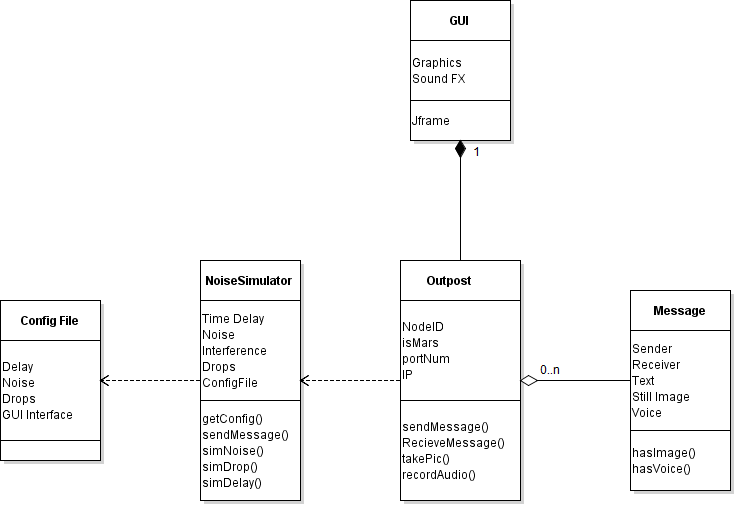 GUI
Graphics
Sound FX
Jframe
1
Config File
Delay
Noise
Drops
GUI Interface
NoiseSimulator
Time Delay
Noise
Interference
Drops
ConfigFile
getConfig()
sendMessage()
simNoise()
simDrop()
simDelay()
Outpost
NodeID
isMars
portNum
IP
sendMessage()
RecieveMessage()
takePic()
recordAudio()
0..n
Message
Sender
Receiver
Text
Still Image
Voice
hasImage()
hasVoice()